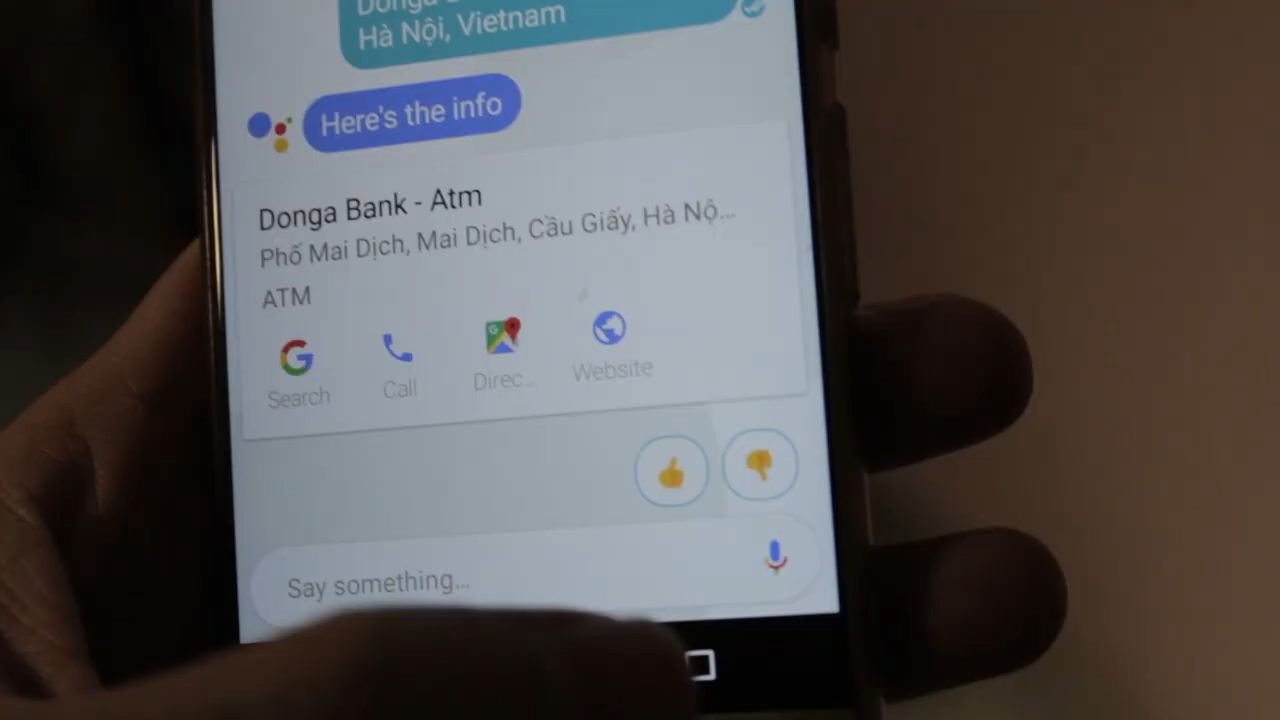 Donga
Hà Nội, Vietnam
Here's the info
Donga Bank - Atm
Phố Mai Dịch, Mai Dịch, Cầu Giấy, Hà Nộ...
ATM
Search
Call
Direc...
Website
Say something...